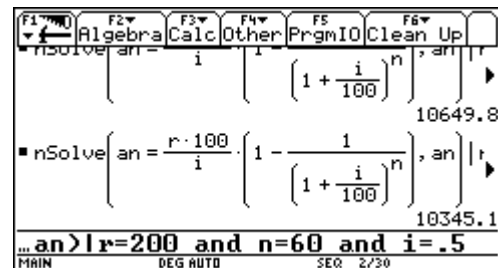 F1 F2 F3 F4 F5 F6
Algebra Calc Other PrgmIO Clean Up
nSolve(an = i · (1 - 1 / (1 + i/100)^n), an) | r
10649.8
nSolve(an = r·100/i · (1 - 1/(1 + i/100)^n), an) | r
10345.1
…an)|r=200 and n=60 and i=.5
MAIN DEG AUTO SEQ 2/30